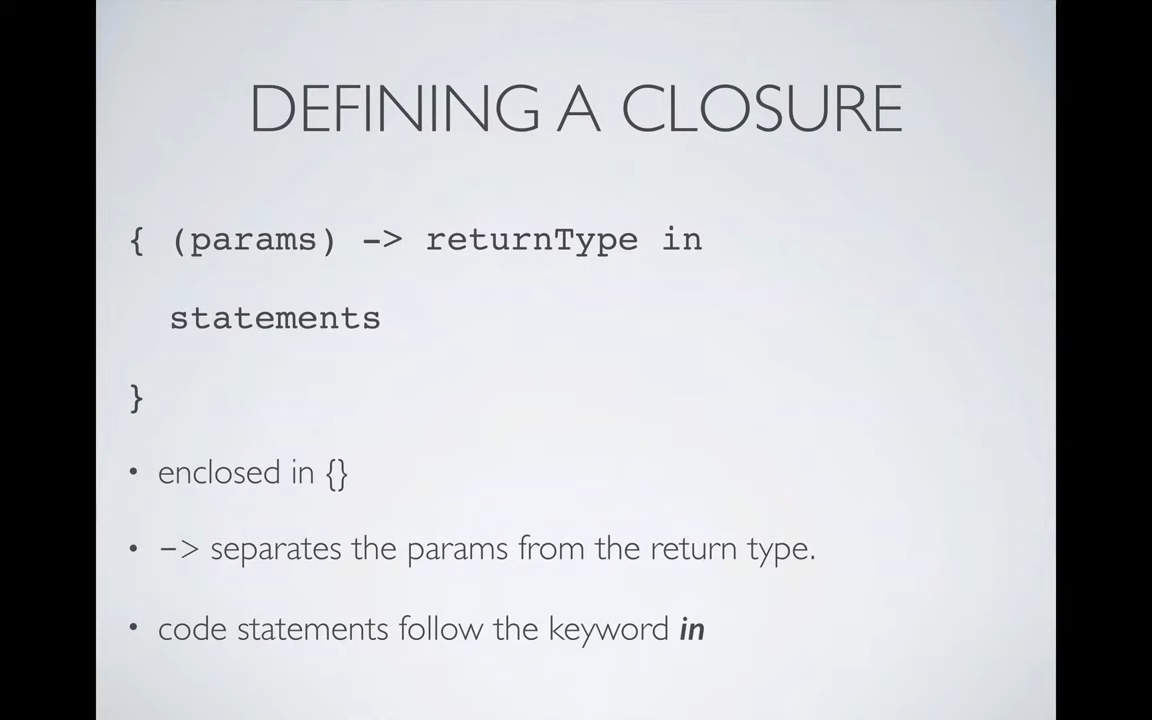 DEFINING A CLOSURE
{ (params) -> returnType in
statements
}
• enclosed in {}
• -> separates the params from the return type.
• code statements follow the keyword in